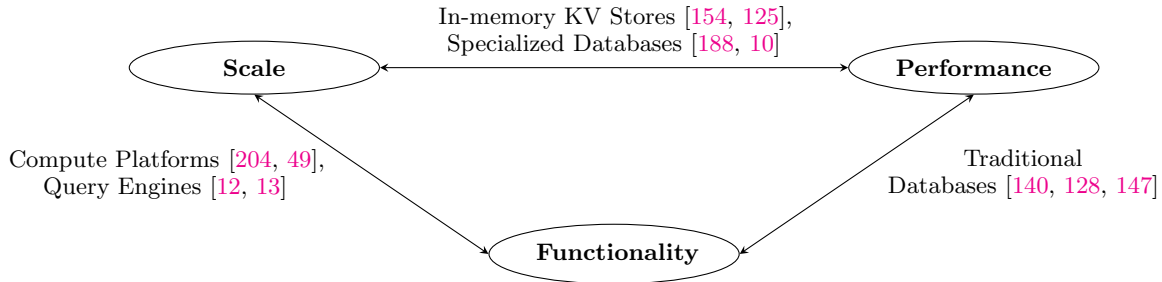 In-memory KV Stores [154, 125],
Specialized Databases [188, 10]
Scale
Performance
Compute Platforms [204, 49],
Query Engines [12, 13]
Traditional
Databases [140, 128, 147]
Functionality